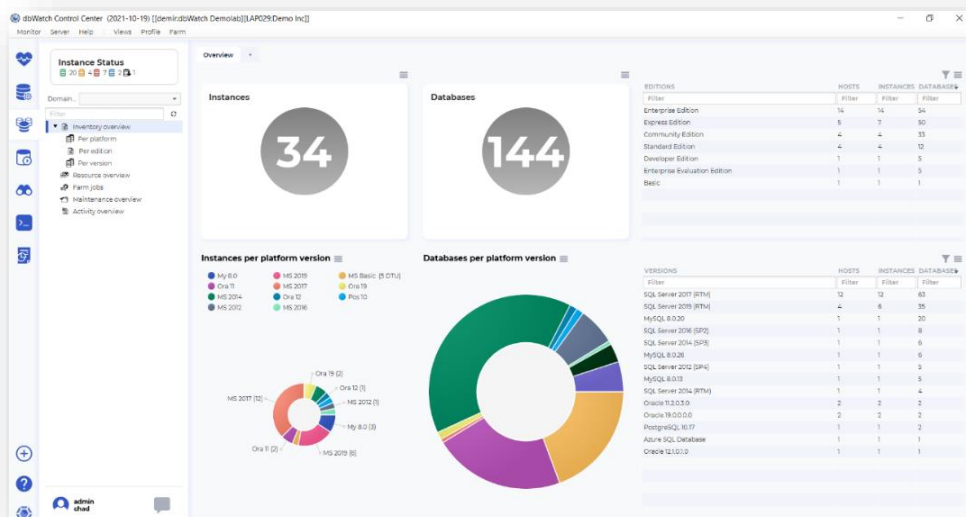 dbWatch Control Center (2021-10-19) [[demir:dbWatch Demolab]][LAP029:Demo Inc]]
Monitor Server Help Views Profile Farm
Instance Status
20 4 7 2 1
Domain...
Filter
Inventory overview
Per platform
Per edition
Per version
Resource overview
Farm jobs
Maintenance overview
Activity overview
admin
chad
Overview
Instances
34
Databases
144
EDITIONS HOSTS INSTANCES DATABASES
Filter Filter Filter Filter
Enterprise Edition 14 14 54
Express Edition 5 7 50
Community Edition 4 4 33
Standard Edition 4 4 12
Developer Edition 1 1 5
Enterprise Evaluation Edition 1 1 5
Basic 1 1 1
Instances per platform version
My 8.0 MS 2019 MS Basic (5 DTU)
Ora 11 MS 2017 Ora 19
MS 2014 Ora 12 Pos 10
MS 2012 MS 2016
Ora 19 (2)
Ora 12 (1)
MS 2017 (12)
MS 2012 (1)
My 8.0 (3)
Ora 11 (2)
MS 2019 (6)
Databases per platform version
VERSIONS HOSTS INSTANCES DATABASES
Filter Filter Filter Filter
SQL Server 2017 (RTM) 12 12 63
SQL Server 2019 (RTM) 4 6 35
MySQL 8.0.20 1 1 20
SQL Server 2016 (SP2) 1 1 8
SQL Server 2014 (SP3) 1 1 6
MySQL 8.0.26 1 1 6
SQL Server 2012 (SP4) 1 1 5
MySQL 8.0.13 1 1 5
SQL Server 2014 (RTM) 1 1 4
Oracle 11.2.0.3.0 2 2 2
Oracle 19.0.0.0.0 2 2 2
PostgreSQL 10.17 1 1 2
Azure SQL Database 1 1 1
Oracle 12.1.0.1.0 1 1 1